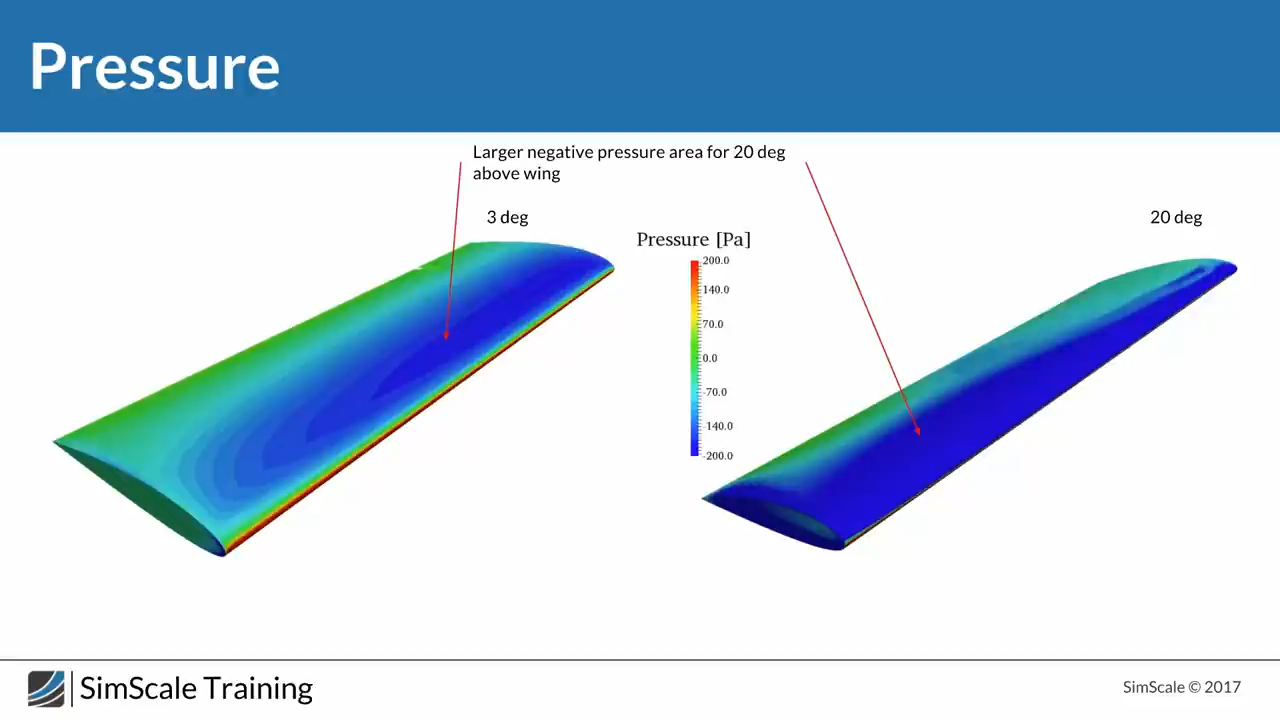 Pressure
Larger negative pressure area for 20 deg
above wing
3 deg
20 deg
Pressure [Pa]
200.0
140.0
70.0
0.0
-70.0
-140.0
-200.0
SimScale Training
SimScale © 2017